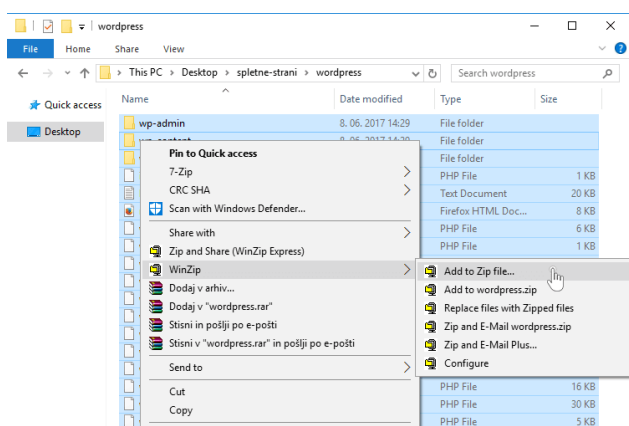 wordpress
File Home Share View
This PC > Desktop > spletne-strani > wordpress Search wordpress
Quick access
Desktop
Name Date modified Type Size
wp-admin 8. 06. 2017 14:29 File folder
File folder
File folder
PHP File 1 KB
Text Document 20 KB
Firefox HTML Doc... 8 KB
PHP File 6 KB
PHP File 1 KB
Pin to Quick access
7-Zip
CRC SHA
Scan with Windows Defender...
Share with
Zip and Share (WinZip Express)
WinZip
Dodaj v arhiv...
Dodaj v "wordpress.rar"
Stisni in pošlji po e-pošti
Stisni v "wordpress.rar" in pošlji po e-pošti
Send to
Cut
Copy
Add to Zip file...
Add to wordpress.zip
Replace files with Zipped files
Zip and E-Mail wordpress.zip
Zip and E-Mail Plus...
Configure
PHP File 16 KB
PHP File 30 KB
PHP File 5 KB